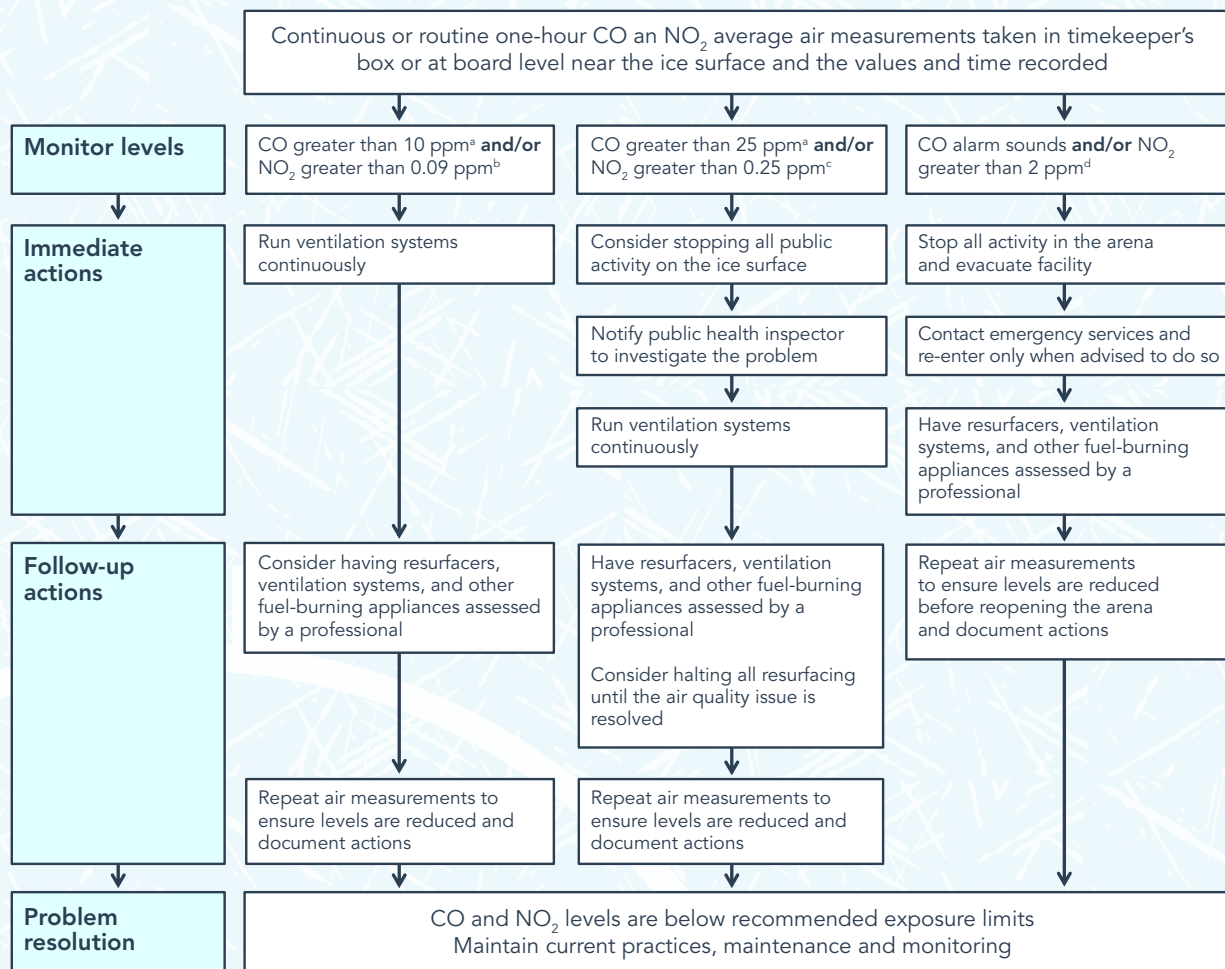 Continuous or routine one-hour CO an NO₂ average air measurements taken in timekeeper's
box or at board level near the ice surface and the values and time recorded
Monitor levels
CO greater than 10 ppmᵃ and/or
NO₂ greater than 0.09 ppmᵇ
CO greater than 25 ppmᵃ and/or
NO₂ greater than 0.25 ppmᶜ
CO alarm sounds and/or NO₂
greater than 2 ppmᵈ
Immediate
actions
Run ventilation systems
continuously
Consider stopping all public
activity on the ice surface
Stop all activity in the arena
and evacuate facility
Notify public health inspector
to investigate the problem
Contact emergency services and
re-enter only when advised to do so
Run ventilation systems
continuously
Have resurfacers, ventilation
systems, and other fuel-burning
appliances assessed by a
professional
Follow-up
actions
Consider having resurfacers,
ventilation systems, and other
fuel-burning appliances assessed
by a professional
Have resurfacers, ventilation
systems, and other fuel-burning
appliances assessed by a
professional
Consider halting all resurfacing
until the air quality issue is
resolved
Repeat air measurements
to ensure levels are reduced
before reopening the arena
and document actions
Repeat air measurements to
ensure levels are reduced and
document actions
Repeat air measurements to
ensure levels are reduced and
document actions
Problem
resolution
CO and NO₂ levels are below recommended exposure limits
Maintain current practices, maintenance and monitoring